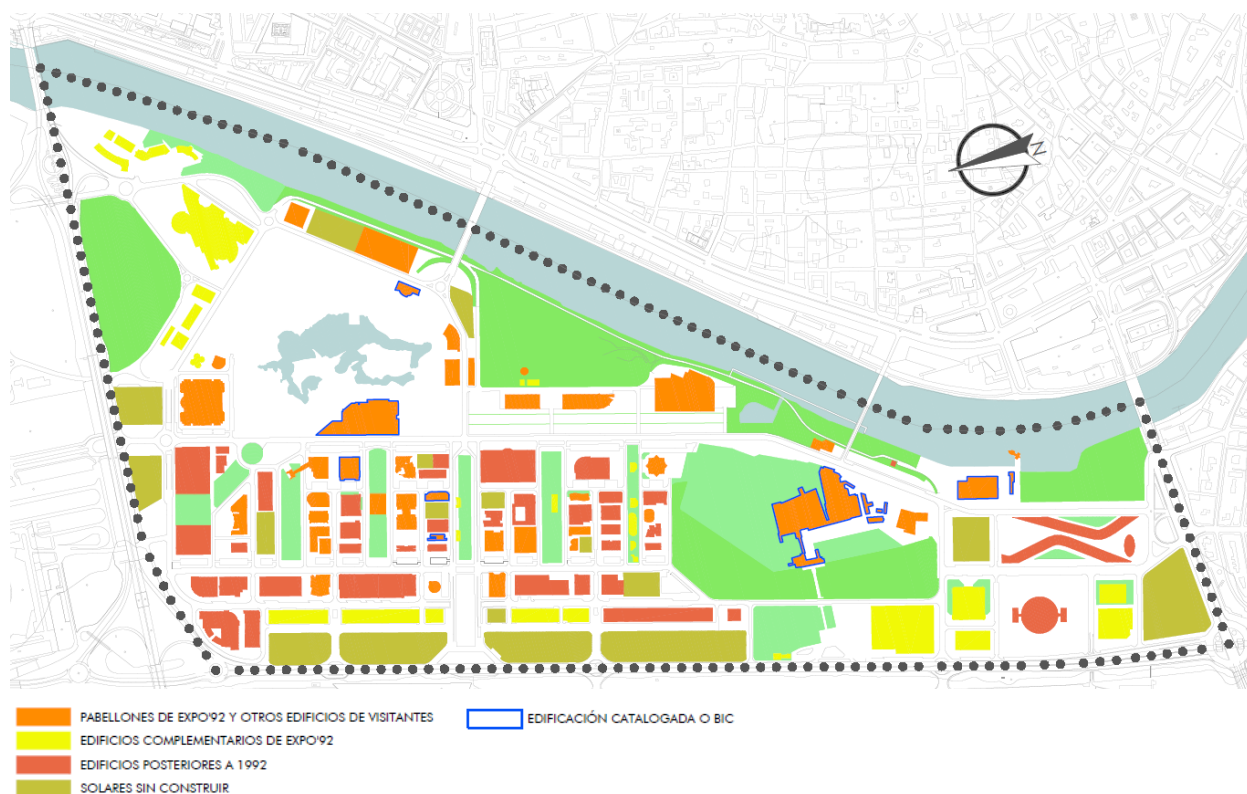 N
PABELLONES DE EXPO'92 Y OTROS EDIFICIOS DE VISITANTES
EDIFICACIÓN CATALOGADA O BIC
EDIFICIOS COMPLEMENTARIOS DE EXPO'92
EDIFICIOS POSTERIORES A 1992
SOLARES SIN CONSTRUIR